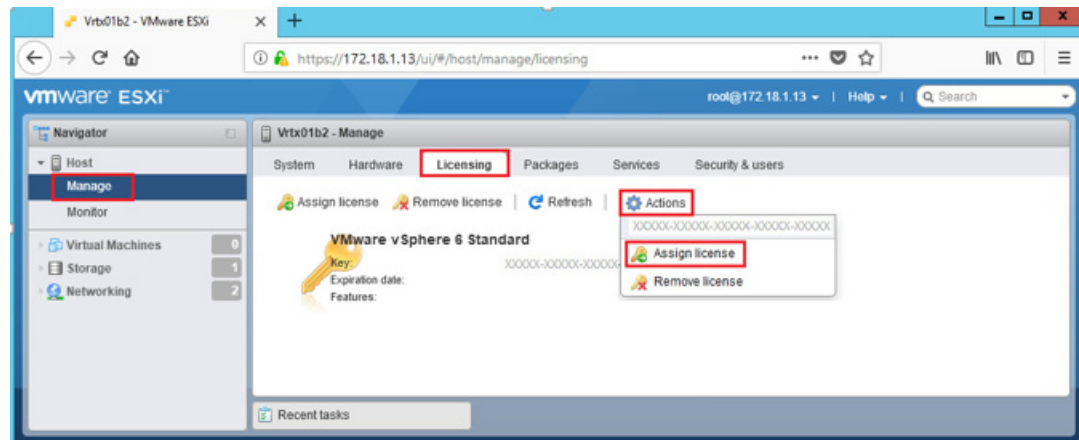 Vrtx01b2 - VMware ESXi
https://172.18.1.13/ui/#/host/manage/licensing
vmware ESXi™
root@172.18.1.13 | Help | Search
Navigator
Host
Manage
Monitor
Virtual Machines 0
Storage 1
Networking 2
Vrtx01b2 - Manage
System Hardware Licensing Packages Services Security & users
Assign license Remove license | Refresh | Actions
XXXXX-XXXXX-XXXXX-XXXXX-XXXXX
Assign license
Remove license
VMware vSphere 6 Standard
Key: XXXXX-XXXXX-XXXXX
Expiration date:
Features:
Recent tasks